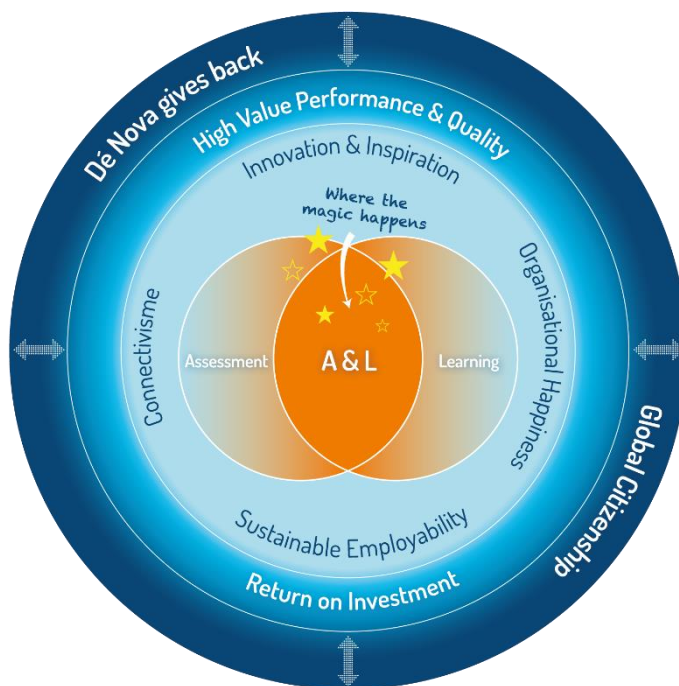 Dé Nova gives back
High Value Performance & Quality
Innovation & Inspiration
Where the
magic happens
Connectivisme
Organisational Happiness
Assessment
A & L
Learning
Sustainable Employability
Return on Investment
Global Citizenship